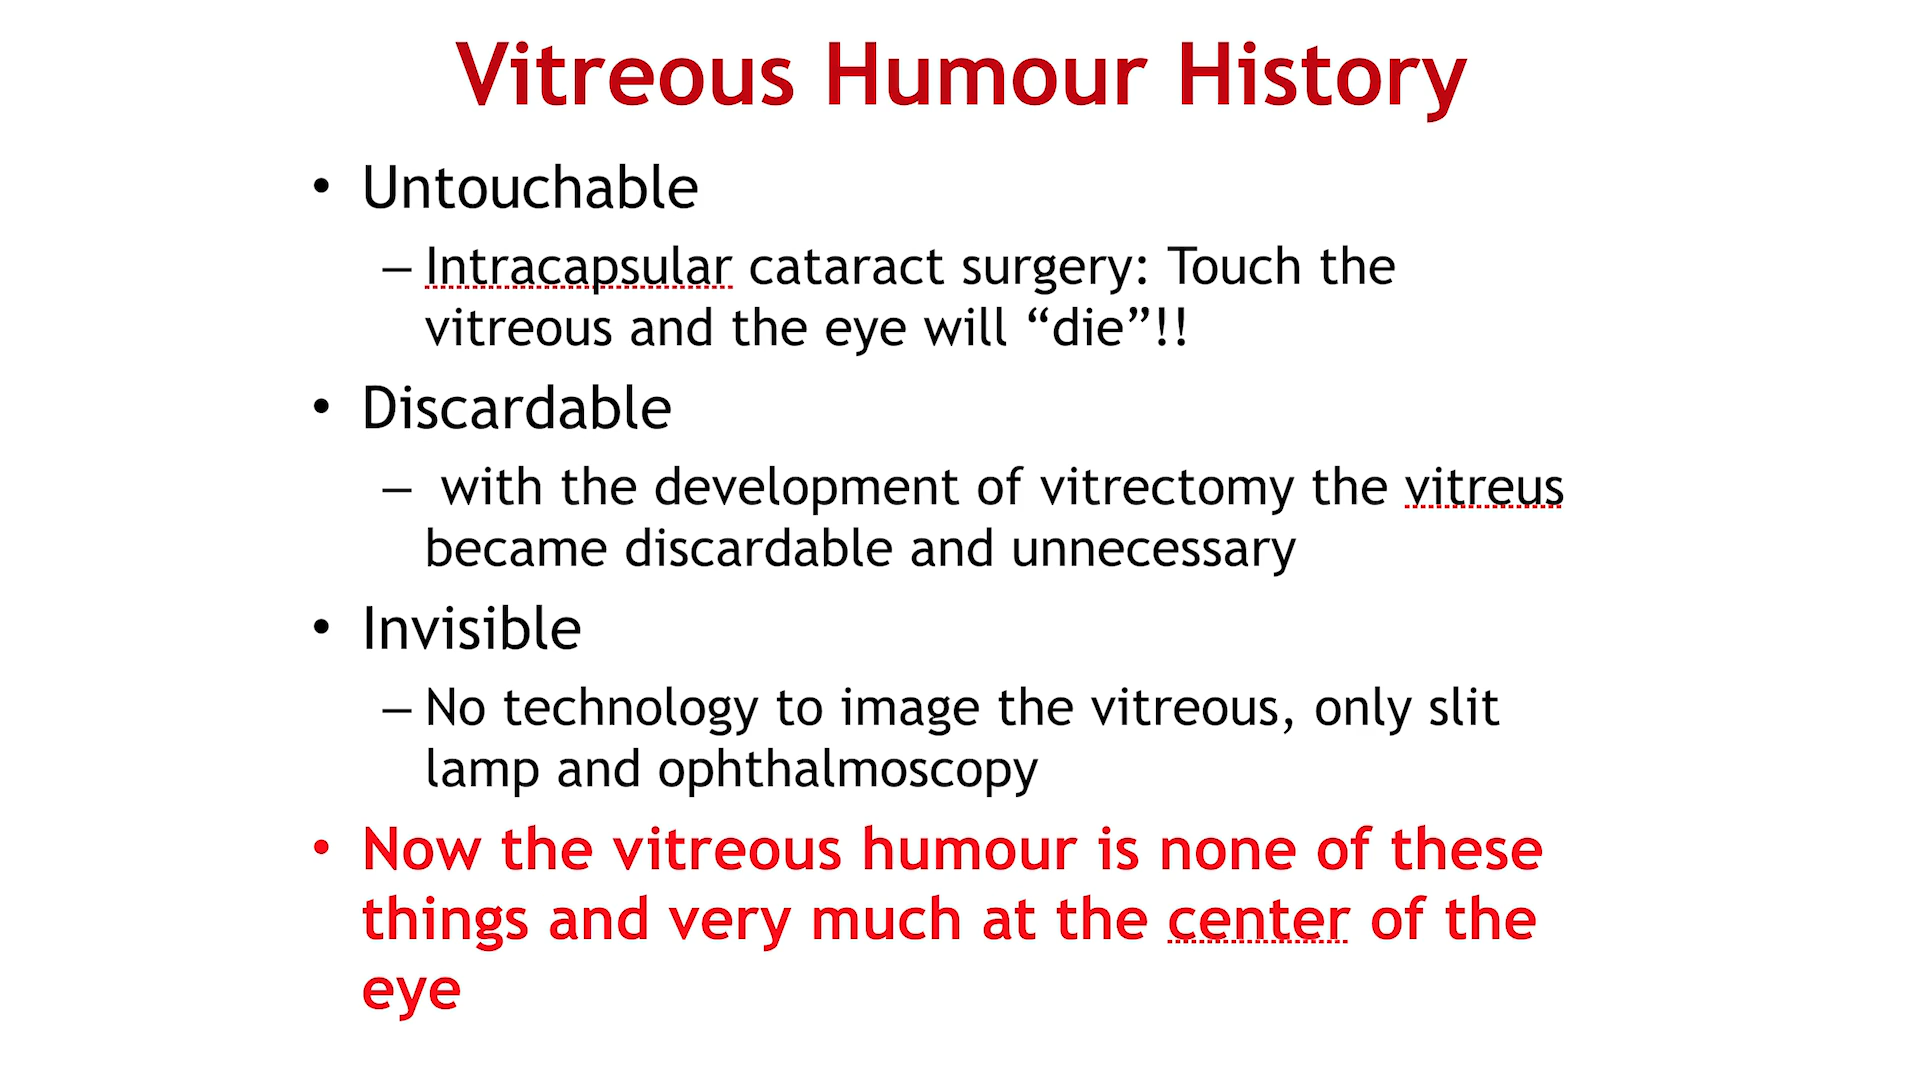 Vitreous Humour History
• Untouchable
– Intracapsular cataract surgery: Touch the
vitreous and the eye will “die”!!
• Discardable
– with the development of vitrectomy the vitreus
became discardable and unnecessary
• Invisible
– No technology to image the vitreous, only slit
lamp and ophthalmoscopy
• Now the vitreous humour is none of these
things and very much at the center of the
eye